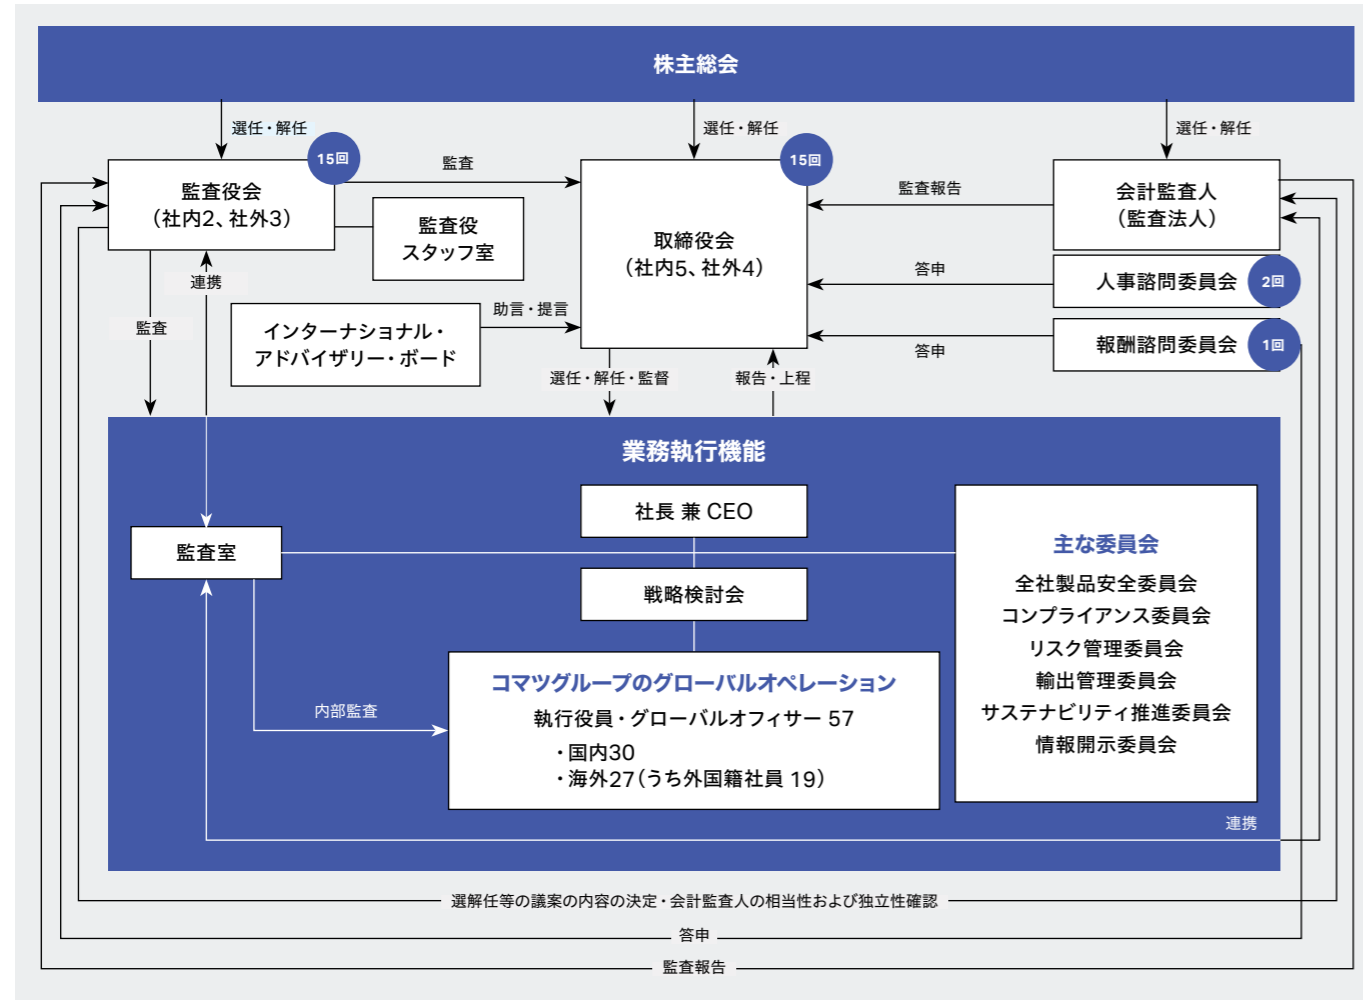 株主総会
選任・解任
選任・解任
選任・解任
15回
15回
監査役会
（社内2、社外3）
監査
監査役
スタッフ室
取締役会
（社内5、社外4）
監査報告
会計監査人
（監査法人）
答申
人事諮問委員会
2回
連携
監査
インターナショナル・
アドバイザリー・ボード
助言・提言
答申
報酬諮問委員会
1回
選任・解任・監督
報告・上程
業務執行機能
社長 兼 CEO
監査室
戦略検討会
主な委員会
全社製品安全委員会
コンプライアンス委員会
リスク管理委員会
輸出管理委員会
サステナビリティ推進委員会
情報開示委員会
内部監査
コマツグループのグローバルオペレーション
執行役員・グローバルオフィサー 57
・国内30
・海外27（うち外国籍社員 19）
連携
選解任等の議案の内容の決定・会計監査人の相当性および独立性確認
答申
監査報告